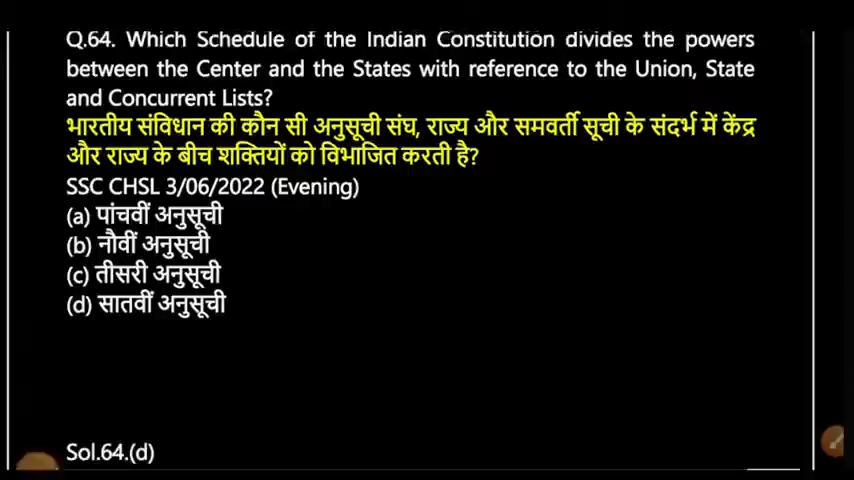 Q.64. Which Schedule of the Indian Constitution divides the powers
between the Center and the States with reference to the Union, State
and Concurrent Lists?
भारतीय संविधान की कौन सी अनुसूची संघ, राज्य और समवर्ती सूची के संदर्भ में केंद्र
और राज्य के बीच शक्तियों को विभाजित करती है?
SSC CHSL 3/06/2022 (Evening)
(a) पांचवीं अनुसूची
(b) नौवीं अनुसूची
(c) तीसरी अनुसूची
(d) सातवीं अनुसूची
Sol.64.(d)